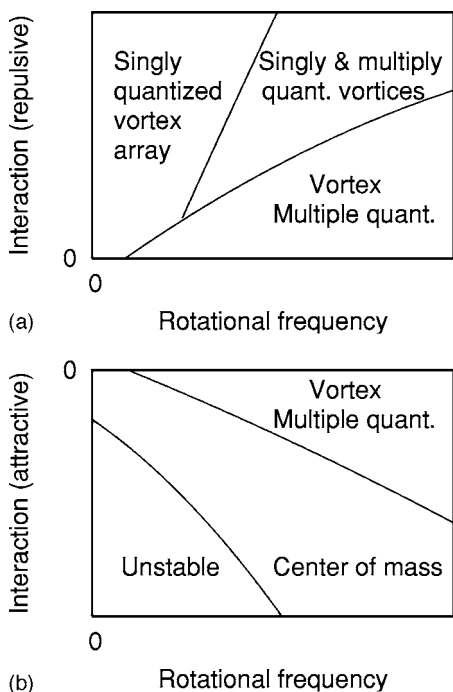 Interaction (repulsive)
Singly
quantized
vortex
array
Singly & multiply
quant. vortices
Vortex
Multiple quant.
0
0
(a)
Rotational frequency
Interaction (attractive)
0
Vortex
Multiple quant.
Unstable
Center of mass
0
(b)
Rotational frequency